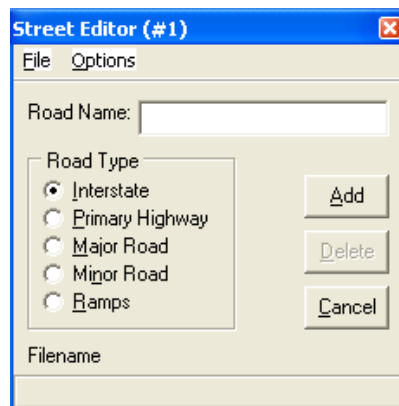 Street Editor (#1)
File Options
Road Name:
Road Type
Interstate
Primary Highway
Major Road
Minor Road
Ramps
Add
Delete
Cancel
Filename